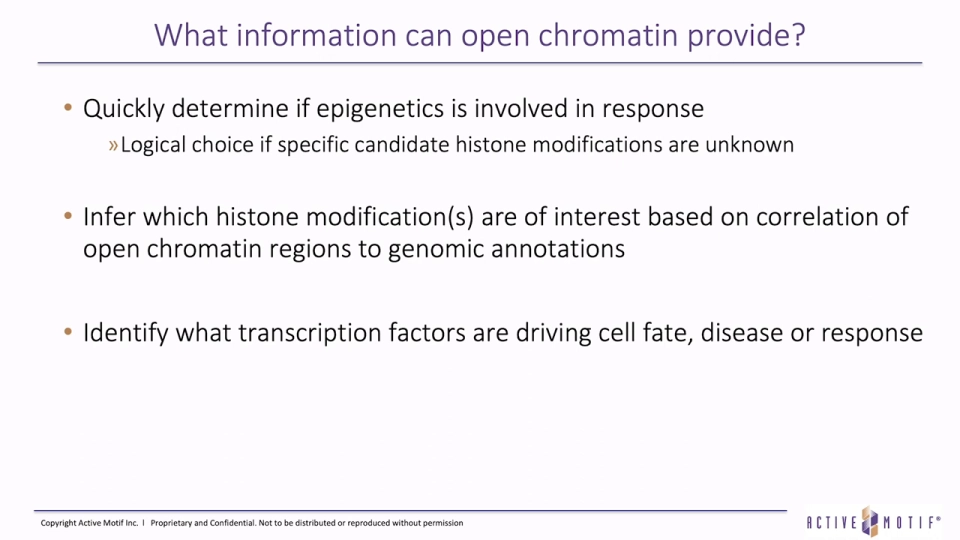 What information can open chromatin provide?
• Quickly determine if epigenetics is involved in response
»Logical choice if specific candidate histone modifications are unknown
• Infer which histone modification(s) are of interest based on correlation of
open chromatin regions to genomic annotations
• Identify what transcription factors are driving cell fate, disease or response
Copyright Active Motif Inc. I Proprietary and Confidential. Not to be distributed or reproduced without permission
ACTIVE MOTIF®